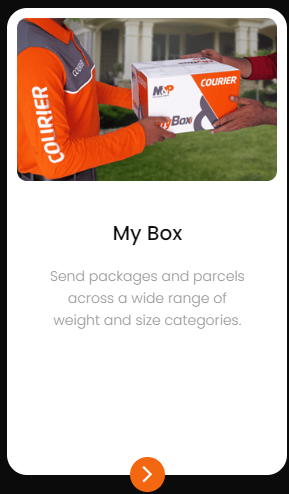 COURIER
COURIER
M&P
COURIER
MyBox
My Box
Send packages and parcels
across a wide range of
weight and size categories.